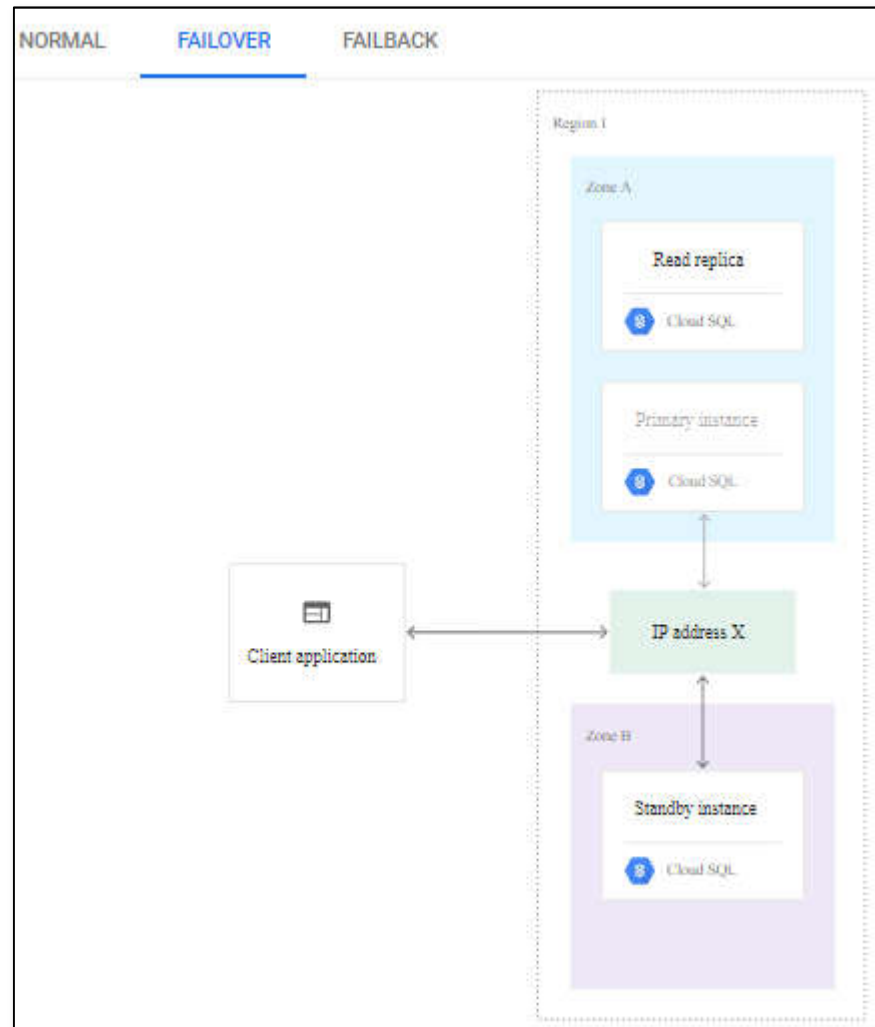 NORMAL FAILOVER FAILBACK
Region 1
Zone A
Read replica
Cloud SQL
Primary instance
Cloud SQL
IP address X
Client application
Zone B
Standby instance
Cloud SQL